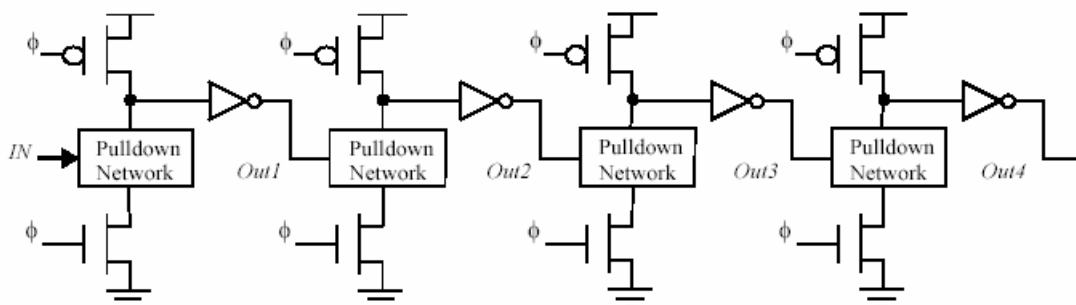 ϕ ϕ ϕ ϕ
IN Pulldown Network Out1 Pulldown Network Out2 Pulldown Network Out3 Pulldown Network Out4
ϕ ϕ ϕ ϕ